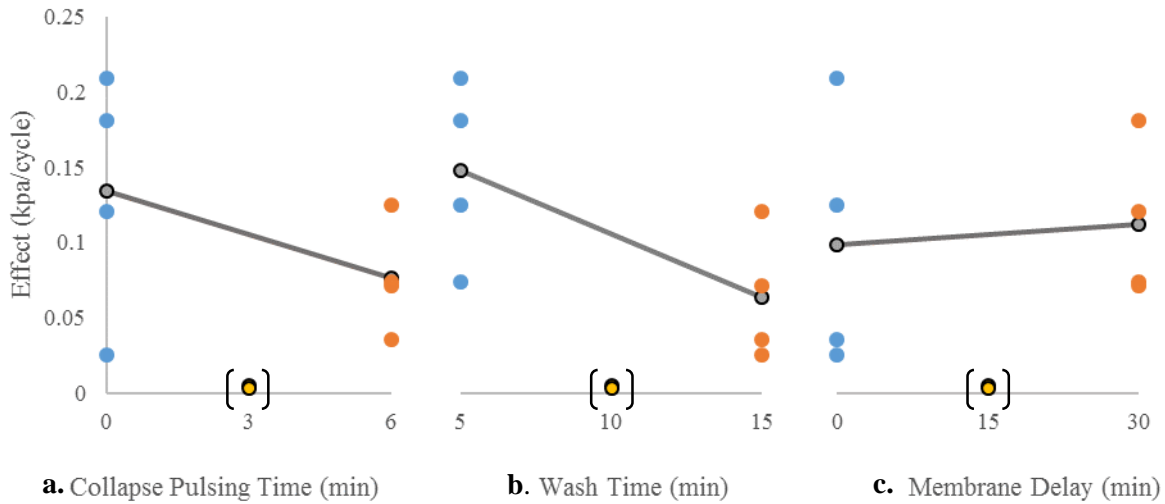 0.25
0.2
0.15
0.1
0.05
0
Effect (kpa/cycle)
0 3 6
5 10 15
0 15 30
a. Collapse Pulsing Time (min)
b. Wash Time (min)
c. Membrane Delay (min)